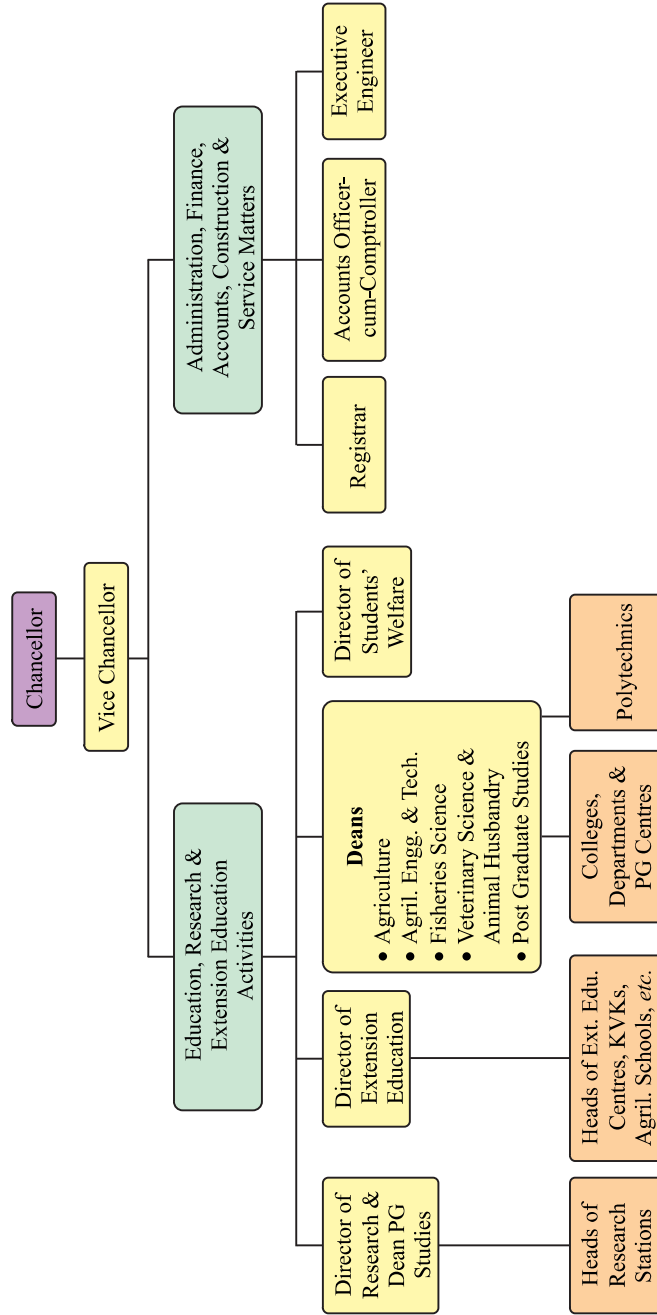 Chancellor
Vice Chancellor
Education, Research &
Extension Education
Activities
Administration, Finance,
Accounts, Construction &
Service Matters
Director of
Research &
Dean PG
Studies
Director of
Extension
Education
Deans
• Agriculture
• Agril. Engg. & Tech.
• Fisheries Science
• Veterinary Science &
Animal Husbandry
• Post Graduate Studies
Director of
Students’
Welfare
Registrar
Accounts Officer-
cum-Comptroller
Executive
Engineer
Heads of
Research
Stations
Heads of Ext. Edu.
Centres, KVKs,
Agril. Schools, etc.
Colleges,
Departments &
PG Centres
Polytechnics